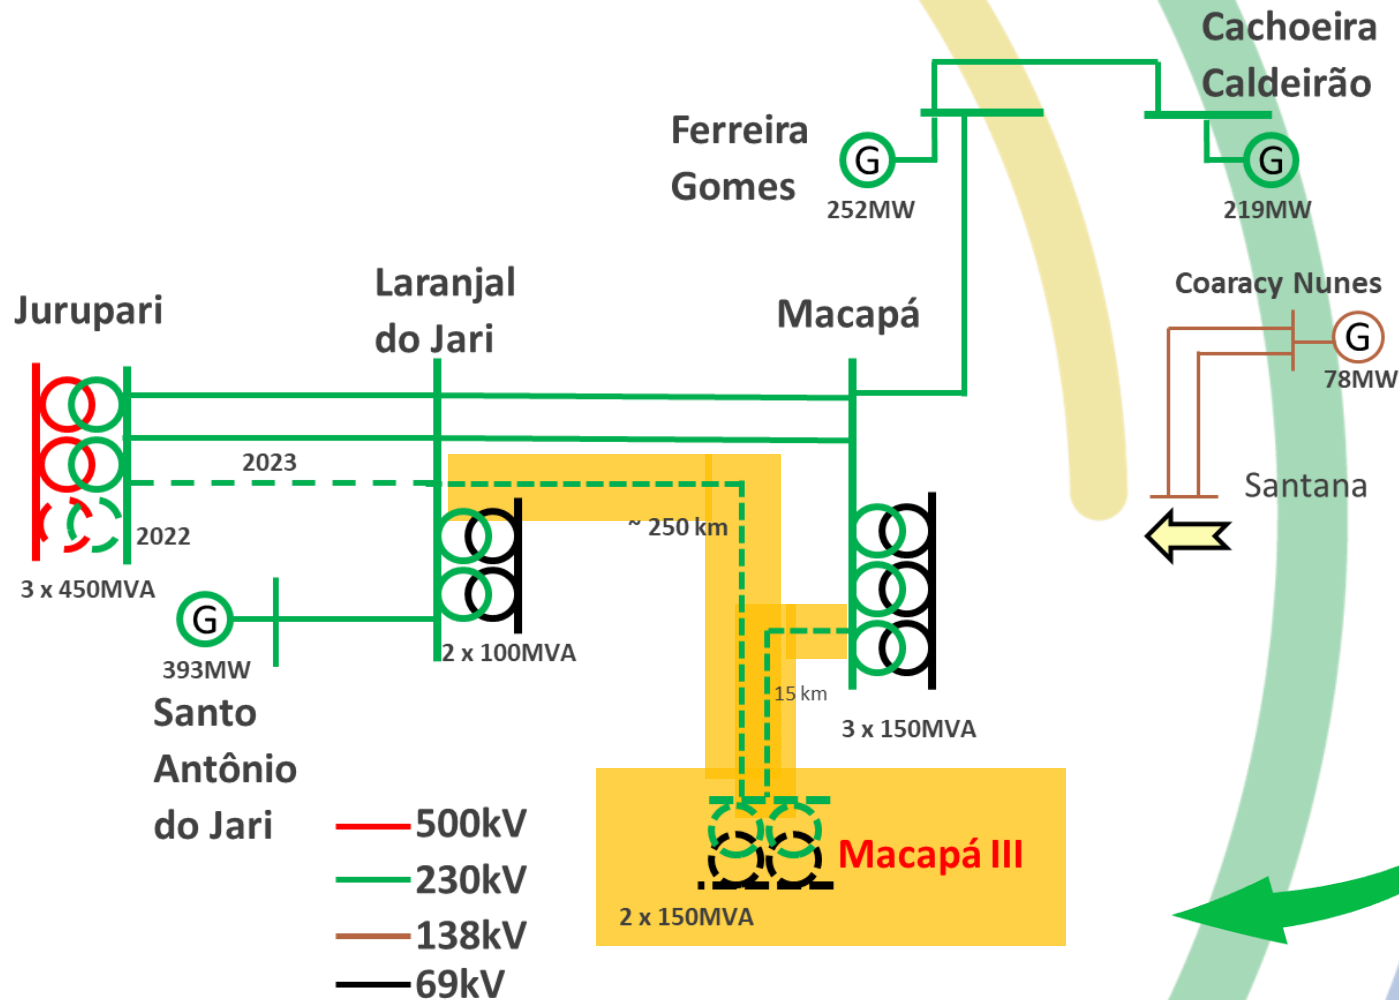 Cachoeira
Caldeirão
Ferreira
Gomes
G
252MW
G
219MW
Coaracy Nunes
G
78MW
Santana
Jurupari
Laranjal
do Jari
Macapá
2023
2022
3 x 450MVA
~ 250 km
G
393MW
2 x 100MVA
15 km
3 x 150MVA
Santo
Antônio
do Jari
500kV
230kV
138kV
69kV
Macapá III
2 x 150MVA